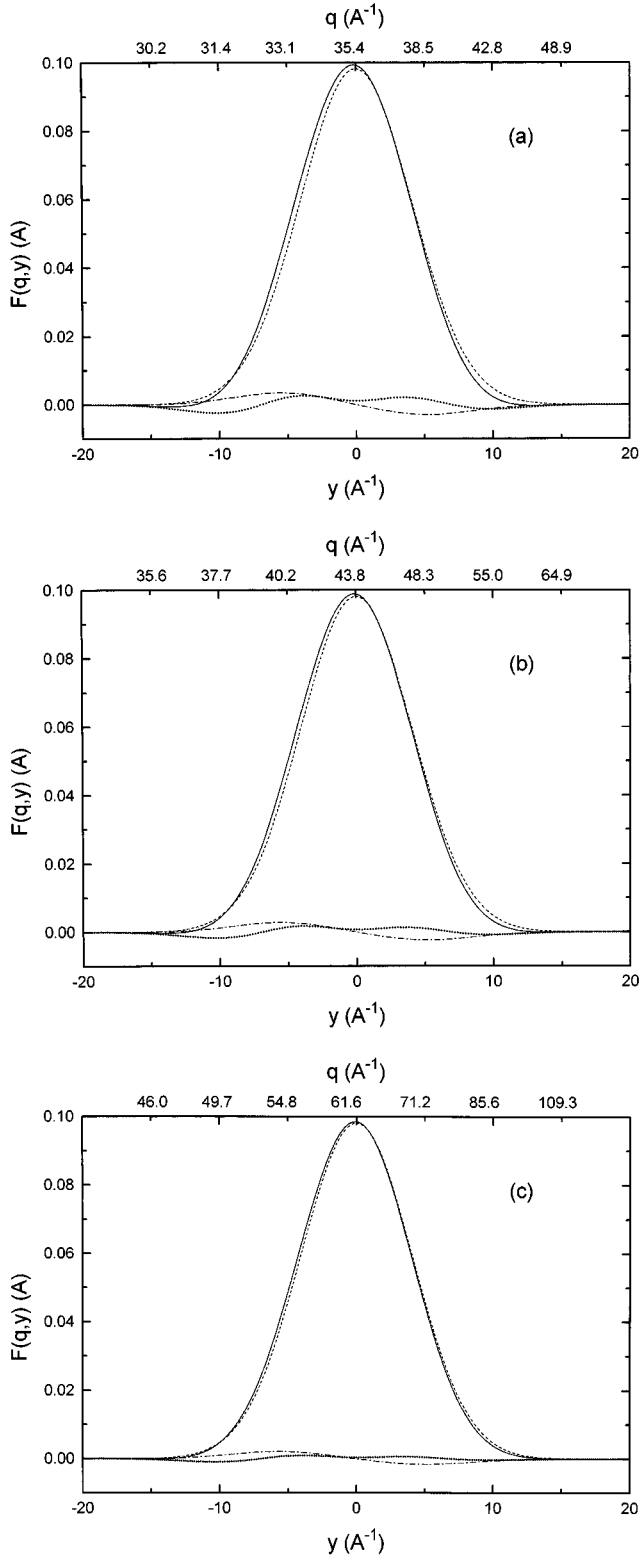 q (A⁻¹)
30.2 31.4 33.1 35.4 38.5 42.8 48.9
0.10
(a)
0.08
0.06
F(q,y) (A)
0.04
0.02
0.00
-20 -10 0 10 20
y (A⁻¹)
q (A⁻¹)
35.6 37.7 40.2 43.8 48.3 55.0 64.9
0.10
(b)
0.08
0.06
F(q,y) (A)
0.04
0.02
0.00
-20 -10 0 10 20
y (A⁻¹)
q (A⁻¹)
46.0 49.7 54.8 61.6 71.2 85.6 109.3
0.10
(c)
0.08
0.06
F(q,y) (A)
0.04
0.02
0.00
-20 -10 0 10 20
y (A⁻¹)